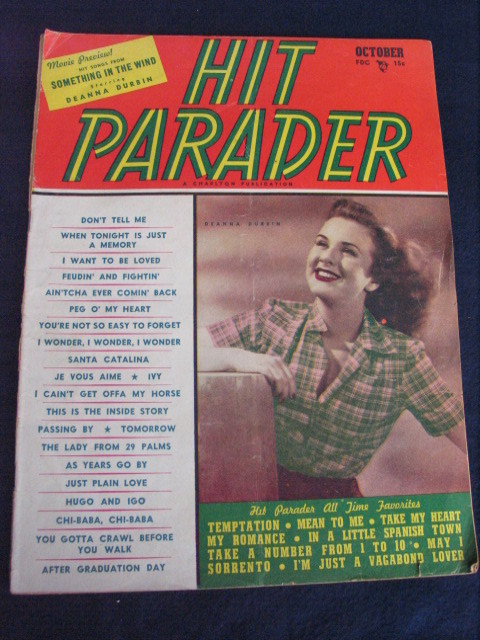 Movie Preview!
HIT SONGS FROM
SOMETHING IN THE WIND
Starring
DEANNA DURBIN
OCTOBER
PDC 15¢
HIT
PARADER
A CHARLTON PUBLICATION
DON'T TELL ME
WHEN TONIGHT IS JUST
A MEMORY
I WANT TO BE LOVED
FEUDIN' AND FIGHTIN'
AIN'TCHA EVER COMIN' BACK
PEG O' MY HEART
YOU'RE NOT SO EASY TO FORGET
I WONDER, I WONDER, I WONDER
SANTA CATALINA
JE VOUS AIME ★ IVY
I CAIN'T GET OFFA MY HORSE
THIS IS THE INSIDE STORY
PASSING BY ★ TOMORROW
THE LADY FROM 29 PALMS
AS YEARS GO BY
JUST PLAIN LOVE
HUGO AND IGO
CHI-BABA, CHI-BABA
YOU GOTTA CRAWL BEFORE
YOU WALK
AFTER GRADUATION DAY
DEANNA DURBIN
Hit Parader All Time Favorites
TEMPTATION • MEAN TO ME • TAKE MY HEART
MY ROMANCE • IN A LITTLE SPANISH TOWN
TAKE A NUMBER FROM 1 TO 10 • MAY I
SORRENTO • I'M JUST A VAGABOND LOVER